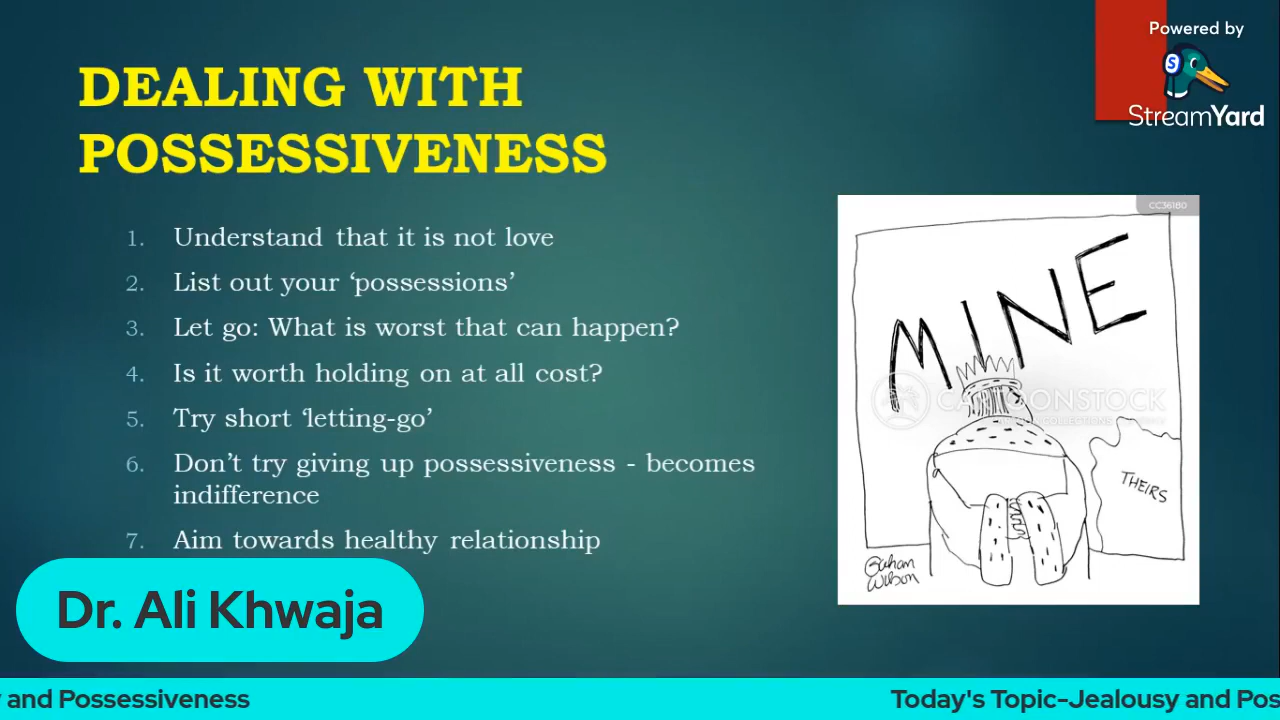 Powered by
StreamYard
DEALING WITH
POSSESSIVENESS
1. Understand that it is not love
2. List out your ‘possessions’
3. Let go: What is worst that can happen?
4. Is it worth holding on at all cost?
5. Try short ‘letting-go’
6. Don’t try giving up possessiveness - becomes
indifference
7. Aim towards healthy relationship
CC36180
MINE
CARTOONSTOCK
THEIRS
Gahan
Wilson
Dr. Ali Khwaja
y and Possessiveness
Today's Topic-Jealousy and Pos